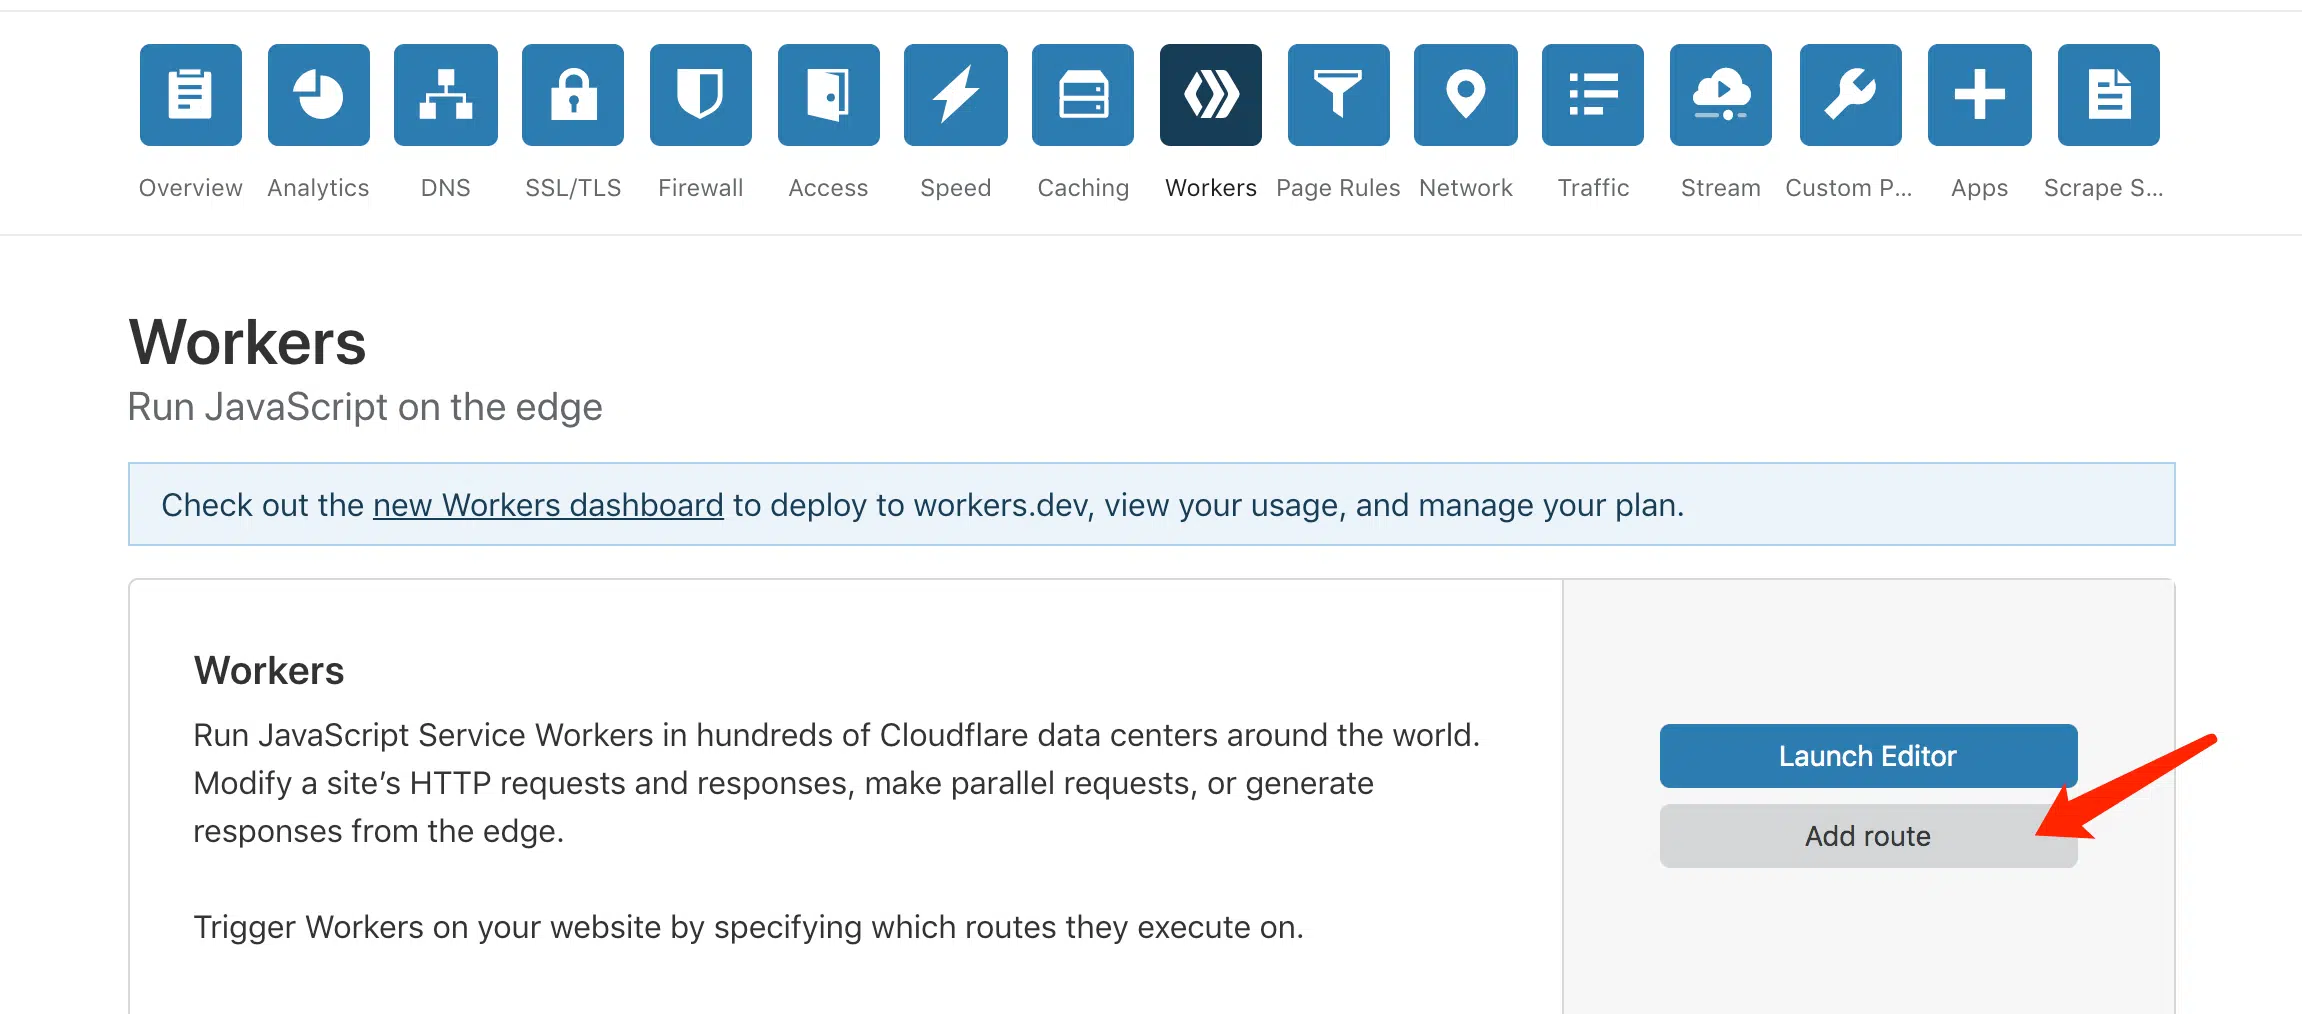 Overview Analytics DNS SSL/TLS Firewall Access Speed Caching Workers Page Rules Network Traffic Stream Custom P... Apps Scrape S...
Workers
Run JavaScript on the edge
Check out the new Workers dashboard to deploy to workers.dev, view your usage, and manage your plan.
Workers
Run JavaScript Service Workers in hundreds of Cloudflare data centers around the world.
Modify a site’s HTTP requests and responses, make parallel requests, or generate
responses from the edge.
Trigger Workers on your website by specifying which routes they execute on.
Launch Editor
Add route